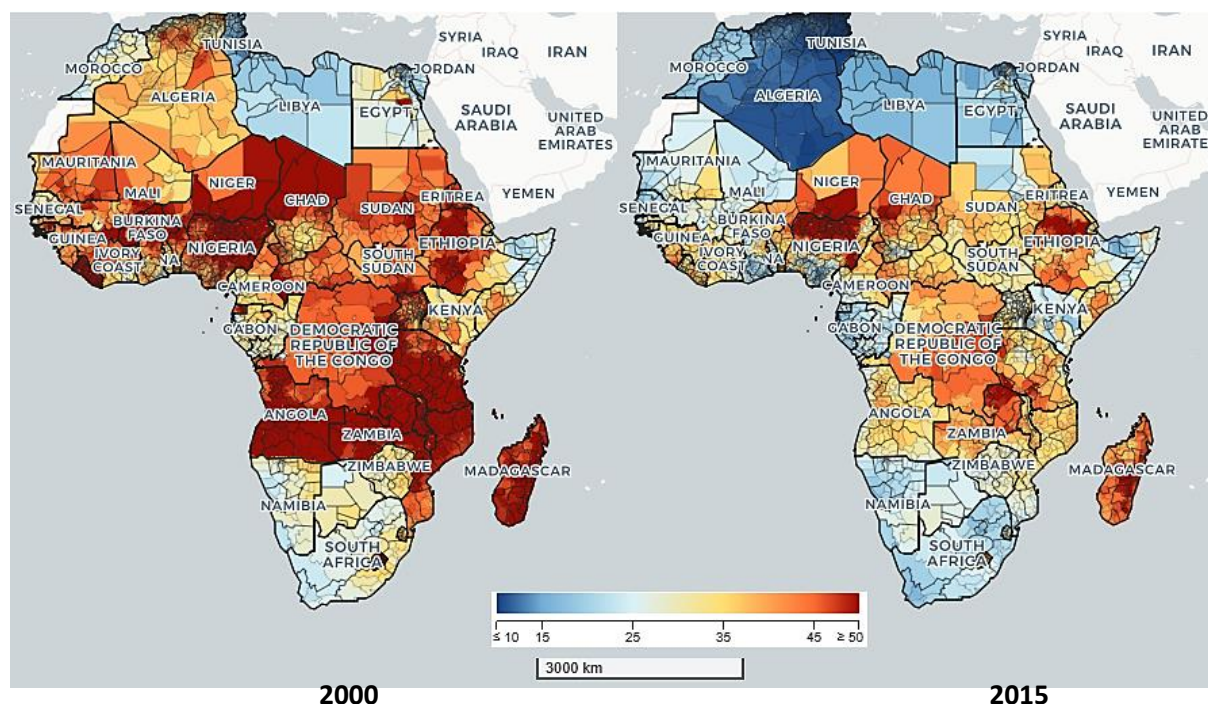 TUNISIA
SYRIA
IRAQ
IRAN
MOROCCO
JORDAN
ALGERIA
LIBYA
EGYPT
SAUDI
ARABIA
UNITED
ARAB
EMIRATES
MAURITANIA
MALI
NIGER
CHAD
SUDAN
ERITREA
YEMEN
SENEGAL
BURKINA
FASO
GUINEA
IVORY
COAST
NA
NIGERIA
ETHIOPIA
SOUTH
SUDAN
CAMEROON
GABON
DEMOCRATIC
REPUBLIC OF
THE CONGO
KENYA
ANGOLA
ZAMBIA
ZIMBABWE
MADAGASCAR
NAMIBIA
SOUTH
AFRICA
TUNISIA
SYRIA
IRAQ
IRAN
MOROCCO
JORDAN
ALGERIA
LIBYA
EGYPT
SAUDI
ARABIA
UNITED
ARAB
EMIRATES
MAURITANIA
MALI
NIGER
CHAD
SUDAN
ERITREA
YEMEN
SENEGAL
BURKINA
FASO
GUINEA
IVORY
COAST
NA
NIGERIA
ETHIOPIA
SOUTH
SUDAN
CAMEROON
GABON
DEMOCRATIC
REPUBLIC OF
THE CONGO
KENYA
ANGOLA
ZAMBIA
ZIMBABWE
MADAGASCAR
NAMIBIA
SOUTH
AFRICA
≤ 10 15 25 35 45 ≥ 50
3000 km
2000
2015